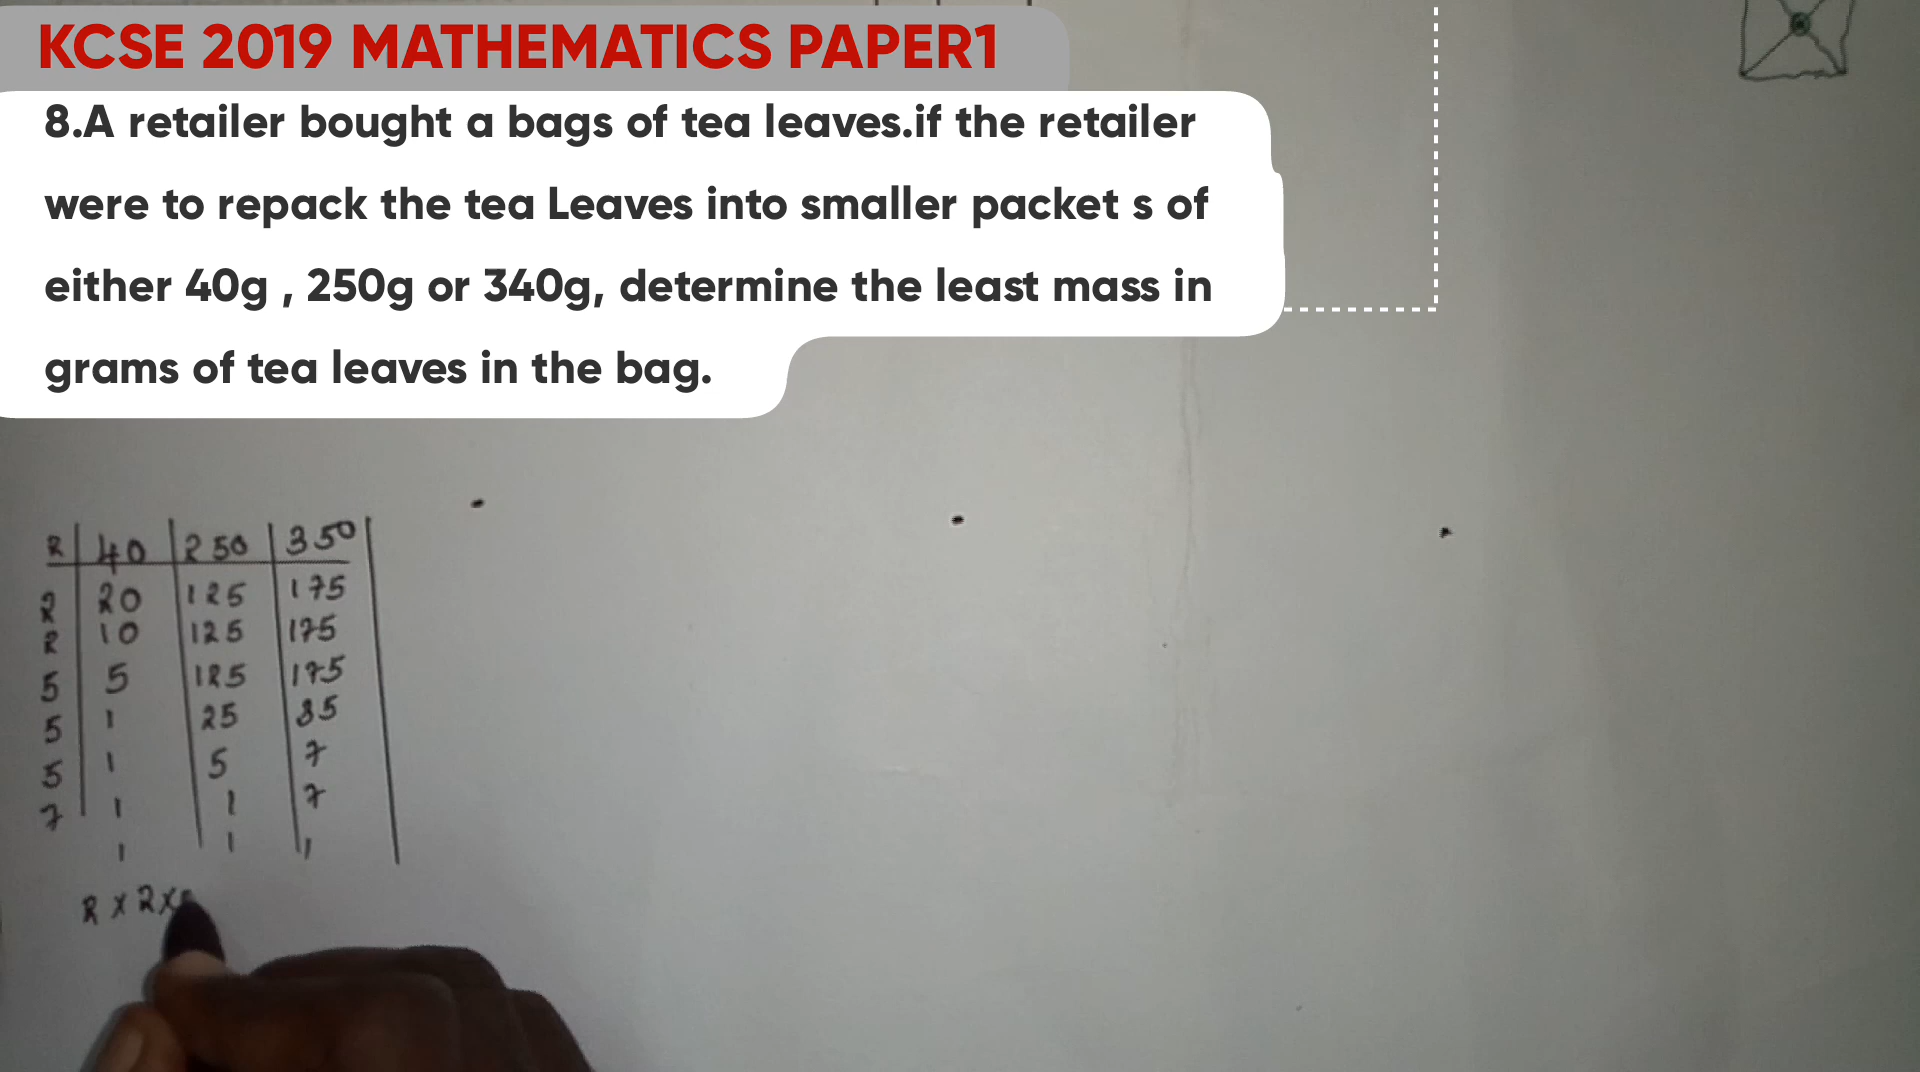 KCSE 2019 MATHEMATICS PAPER1
8.A retailer bought a bags of tea leaves.if the retailer
were to repack the tea Leaves into smaller packet s of
either 40g , 250g or 340g, determine the least mass in
grams of tea leaves in the bag.
2 40 250 350
2 20 125 175
2 10 125 175
5 5 125 175
5 1 25 35
5 1 5 7
7 1 1 7
1 1 1
2 x 2 x